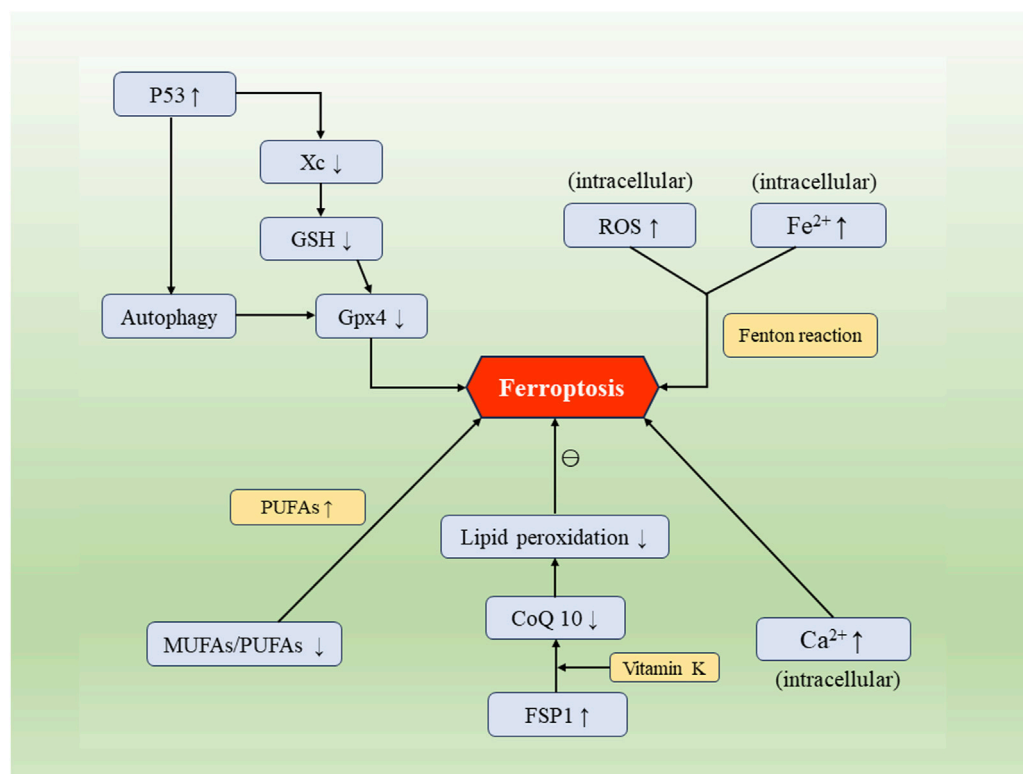 P53 ↑
Xc ↓
(intracellular)
(intracellular)
ROS ↑
Fe²⁺ ↑
GSH ↓
Autophagy
Gpx4 ↓
Fenton reaction
Ferroptosis
⊖
PUFAs ↑
Lipid peroxidation ↓
CoQ 10 ↓
MUFAs/PUFAs ↓
Ca²⁺ ↑
(intracellular)
Vitamin K
FSP1 ↑